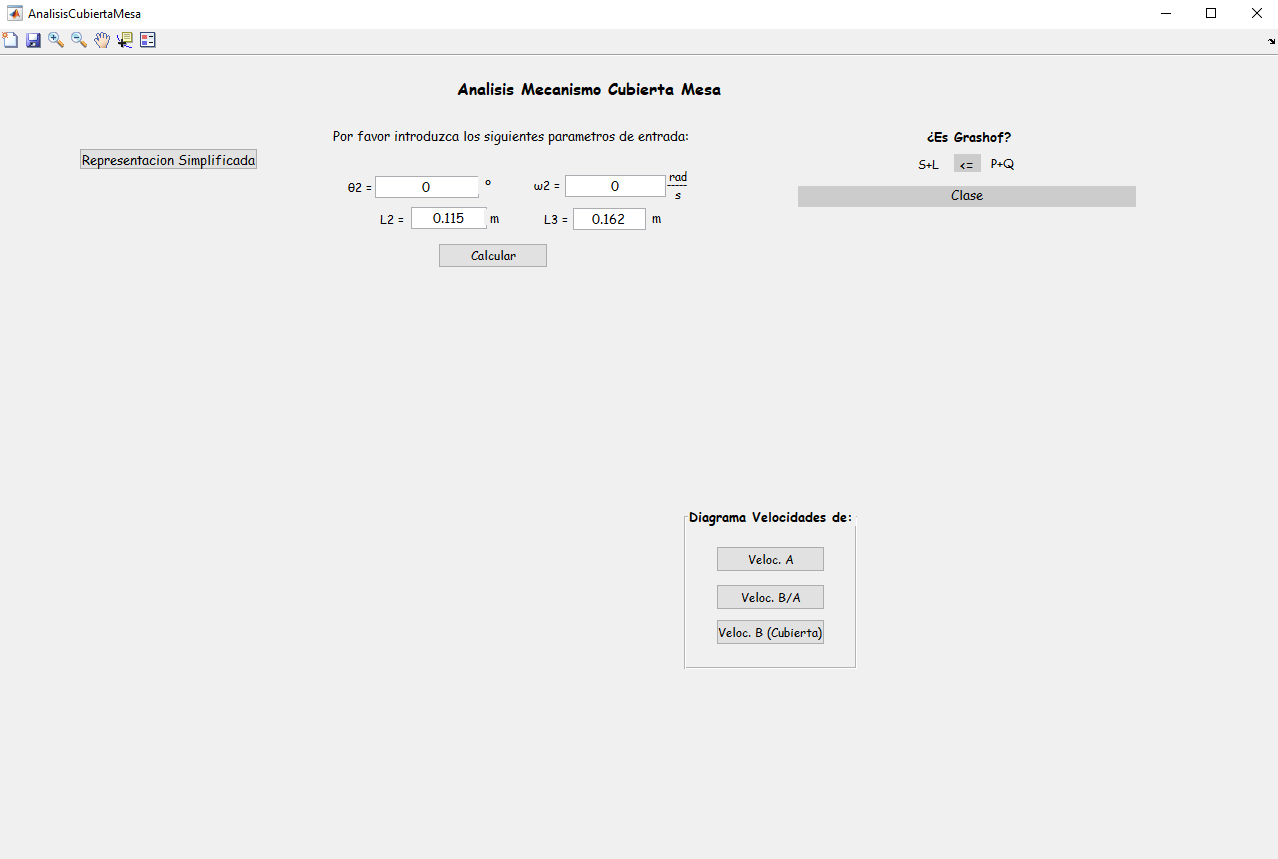 AnalisisCubiertaMesa
Analisis Mecanismo Cubierta Mesa
Por favor introduzca los siguientes parametros de entrada:
Representacion Simplificada
θ2 = 0 º
ω2 = 0 rad
s
L2 = 0.115 m
L3 = 0.162 m
Calcular
¿Es Grashof?
S+L <= P+Q
Clase
Diagrama Velocidades de:
Veloc. A
Veloc. B/A
Veloc. B (Cubierta)